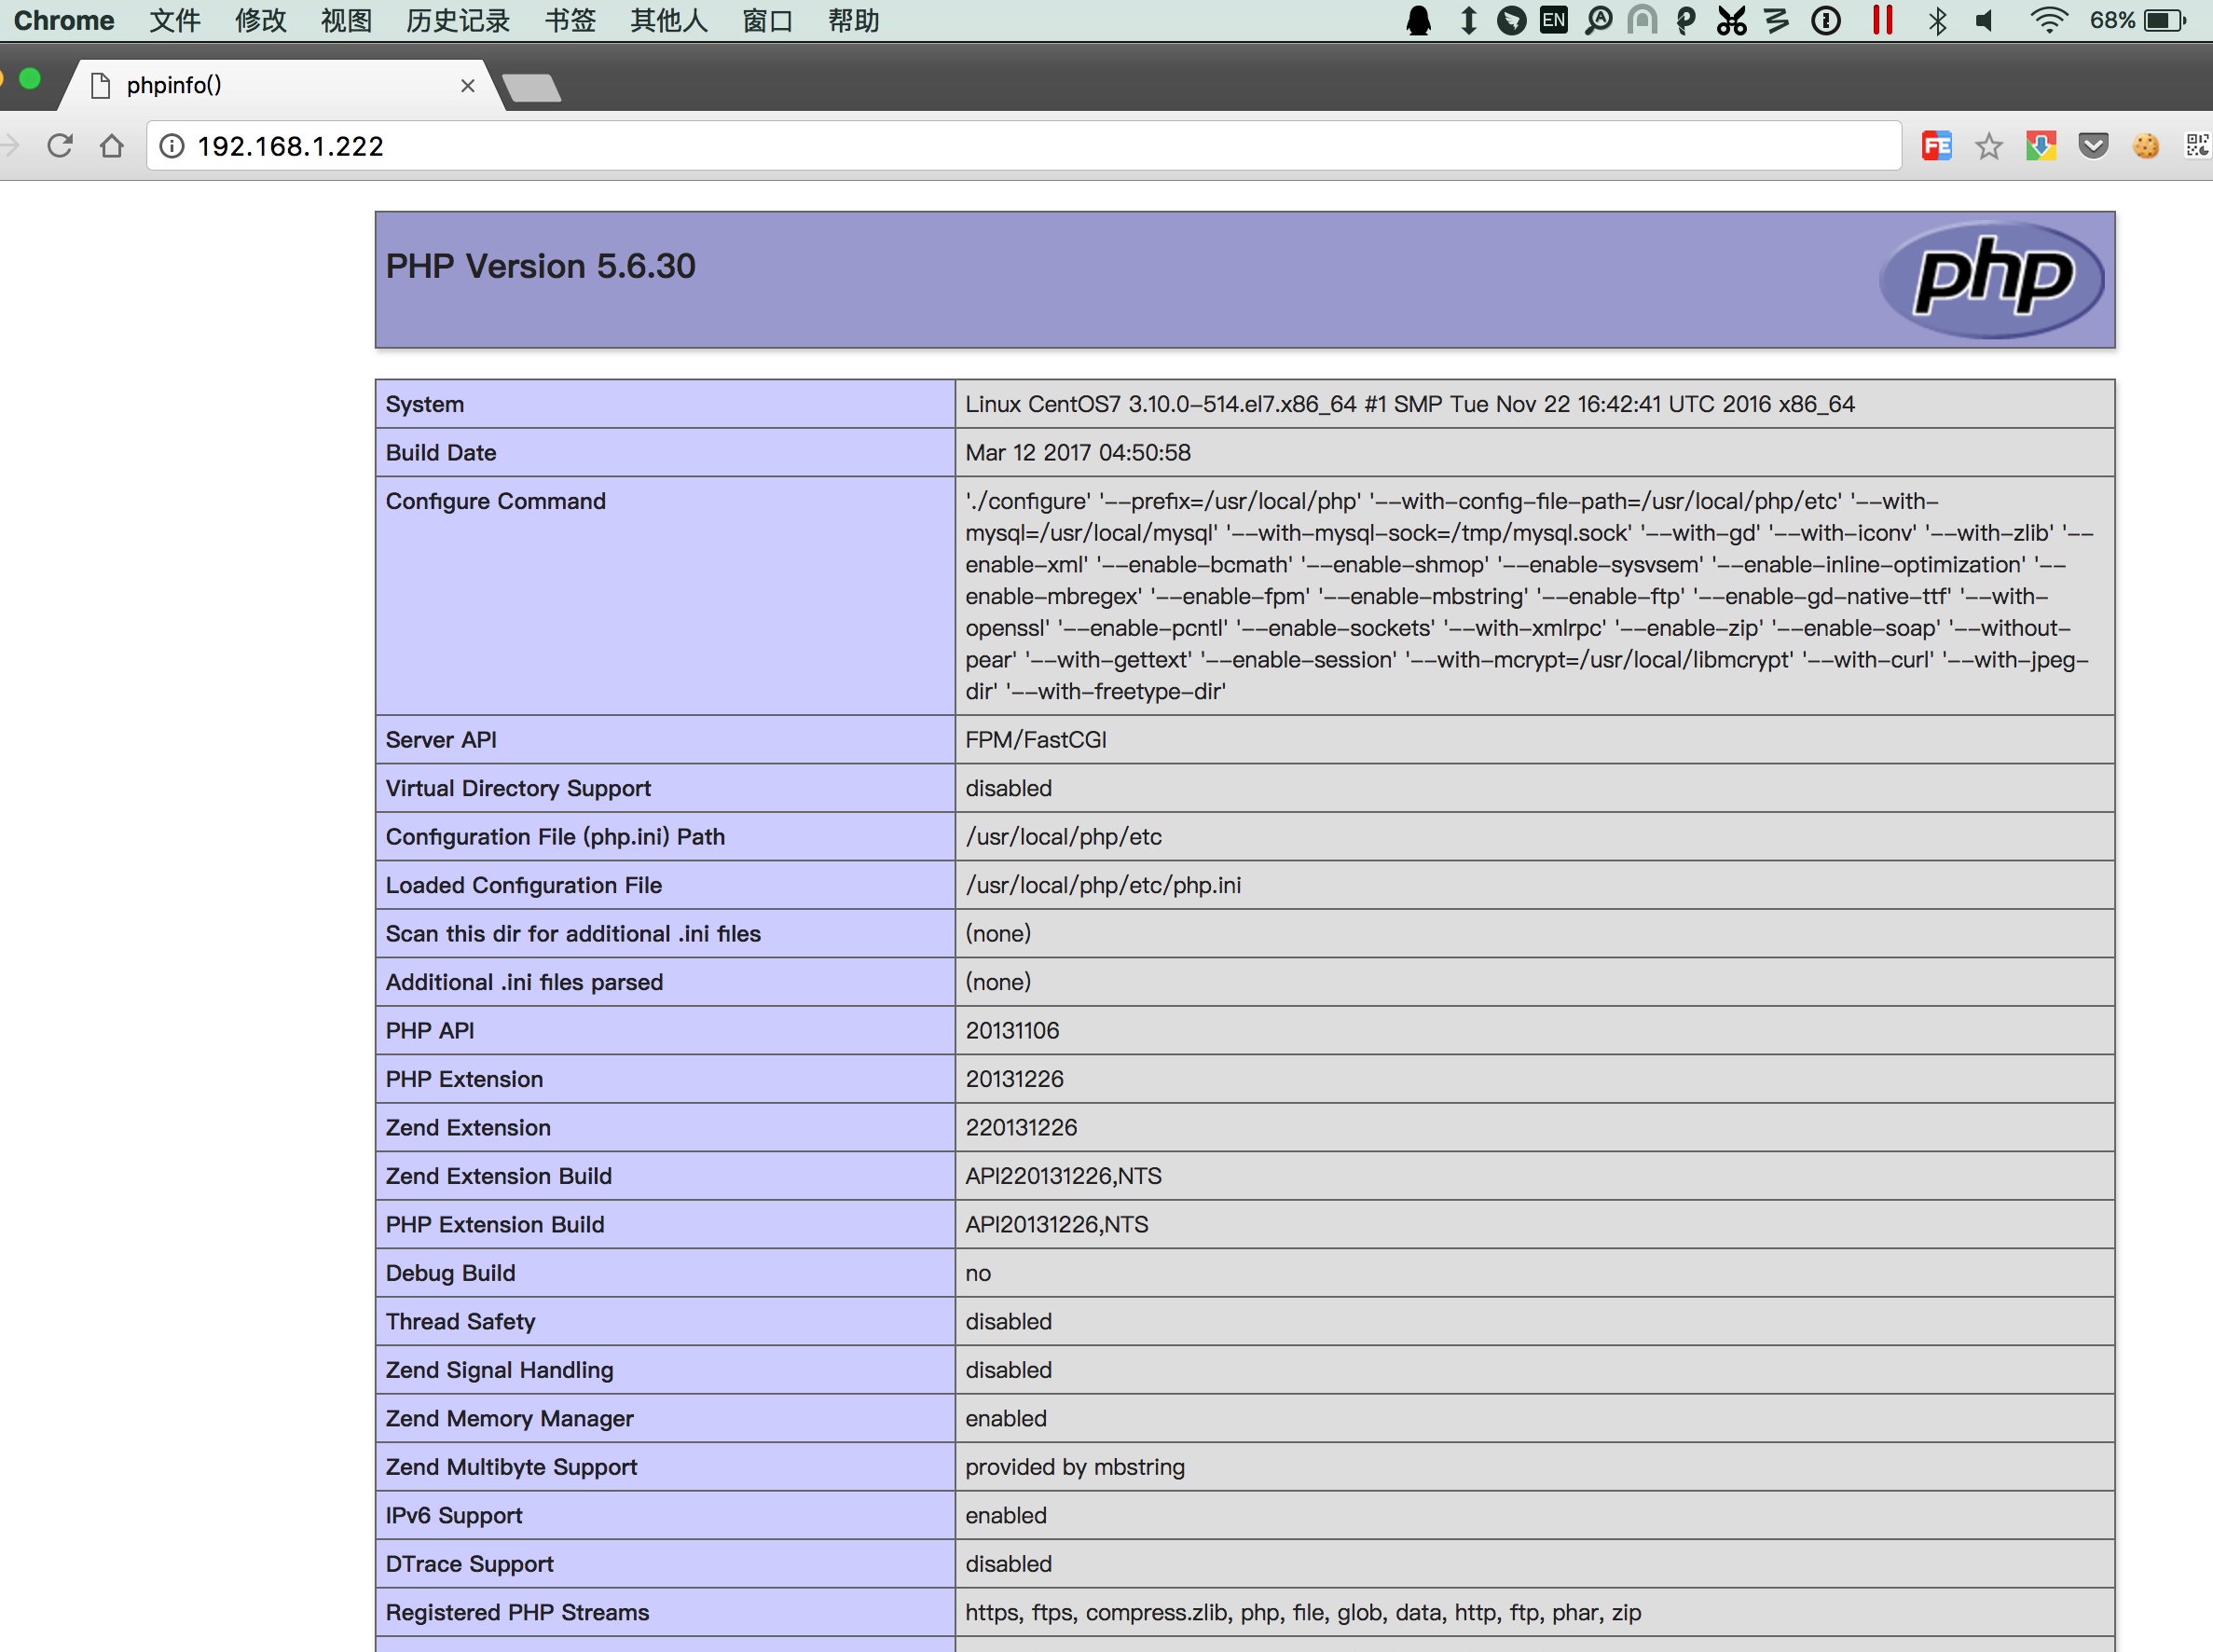 Chrome 文件 修改 视图 历史记录 书签 其他人 窗口 帮助 EN 68%
phpinfo()
192.168.1.222 FE
PHP Version 5.6.30 php
System Linux CentOS7 3.10.0-514.el7.x86_64 #1 SMP Tue Nov 22 16:42:41 UTC 2016 x86_64
Build Date Mar 12 2017 04:50:58
Configure Command './configure' '--prefix=/usr/local/php' '--with-config-file-path=/usr/local/php/etc' '--with-
mysql=/usr/local/mysql' '--with-mysql-sock=/tmp/mysql.sock' '--with-gd' '--with-iconv' '--with-zlib' '--
enable-xml' '--enable-bcmath' '--enable-shmop' '--enable-sysvsem' '--enable-inline-optimization' '--
enable-mbregex' '--enable-fpm' '--enable-mbstring' '--enable-ftp' '--enable-gd-native-ttf' '--with-
openssl' '--enable-pcntl' '--enable-sockets' '--with-xmlrpc' '--enable-zip' '--enable-soap' '--without-
pear' '--with-gettext' '--enable-session' '--with-mcrypt=/usr/local/libmcrypt' '--with-curl' '--with-jpeg-
dir' '--with-freetype-dir'
Server API FPM/FastCGI
Virtual Directory Support disabled
Configuration File (php.ini) Path /usr/local/php/etc
Loaded Configuration File /usr/local/php/etc/php.ini
Scan this dir for additional .ini files (none)
Additional .ini files parsed (none)
PHP API 20131106
PHP Extension 20131226
Zend Extension 220131226
Zend Extension Build API220131226,NTS
PHP Extension Build API20131226,NTS
Debug Build no
Thread Safety disabled
Zend Signal Handling disabled
Zend Memory Manager enabled
Zend Multibyte Support provided by mbstring
IPv6 Support enabled
DTrace Support disabled
Registered PHP Streams https, ftps, compress.zlib, php, file, glob, data, http, ftp, phar, zip